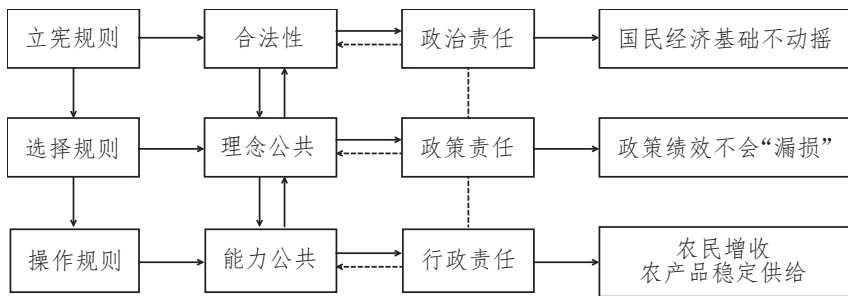 立宪规则
合法性
政治责任
国民经济基础不动摇
选择规则
理念公共
政策责任
政策绩效不会“漏损”
操作规则
能力公共
行政责任
农民增收
农产品稳定供给